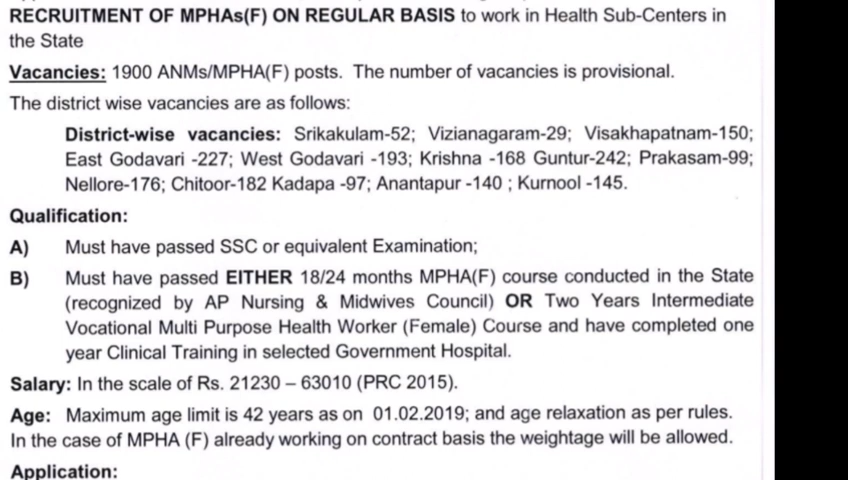 RECRUITMENT OF MPHAs(F) ON REGULAR BASIS to work in Health Sub-Centers in
the State
Vacancies: 1900 ANMs/MPHA(F) posts. The number of vacancies is provisional.
The district wise vacancies are as follows:
District-wise vacancies: Srikakulam-52; Vizianagaram-29; Visakhapatnam-150;
East Godavari -227; West Godavari -193; Krishna -168 Guntur-242; Prakasam-99;
Nellore-176; Chitoor-182 Kadapa -97; Anantapur -140 ; Kurnool -145.
Qualification:
A) Must have passed SSC or equivalent Examination;
B) Must have passed EITHER 18/24 months MPHA(F) course conducted in the State
(recognized by AP Nursing & Midwives Council) OR Two Years Intermediate
Vocational Multi Purpose Health Worker (Female) Course and have completed one
year Clinical Training in selected Government Hospital.
Salary: In the scale of Rs. 21230 – 63010 (PRC 2015).
Age: Maximum age limit is 42 years as on 01.02.2019; and age relaxation as per rules.
In the case of MPHA (F) already working on contract basis the weightage will be allowed.
Application: